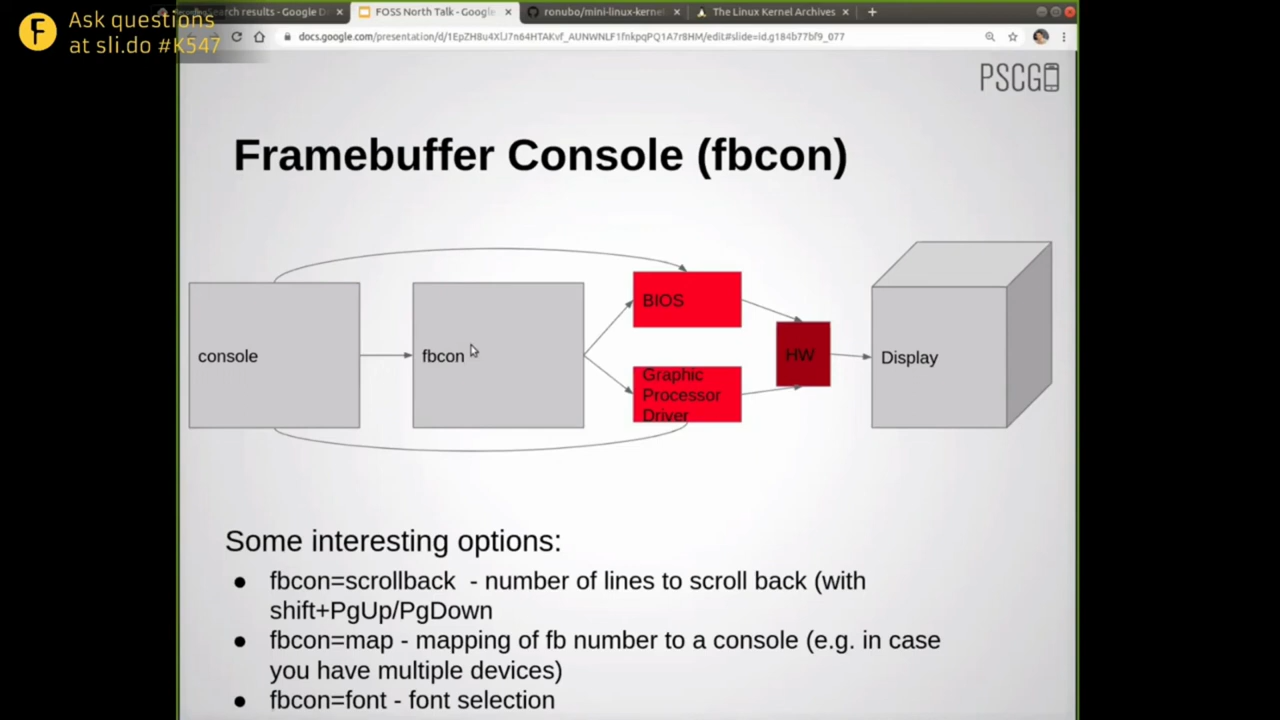 Ask questions
at sli.do #K547
F
Search results - Google D
FOSS North Talk - Google
ronubo/mini-linux-kernel
The Linux Kernel Archives
docs.google.com/presentation/d/1EpZH8u4XlJ7n64HTAKvf_AUNWNLF1fnkpqPQ1A7r8HM/edit#slide=id.g184b77bf9_077
PSCG
Framebuffer Console (fbcon)
console
fbcon
BIOS
Graphic
Processor
Driver
HW
Display
Some interesting options:
● fbcon=scrollback - number of lines to scroll back (with
shift+PgUp/PgDown
● fbcon=map - mapping of fb number to a console (e.g. in case
you have multiple devices)
● fbcon=font - font selection